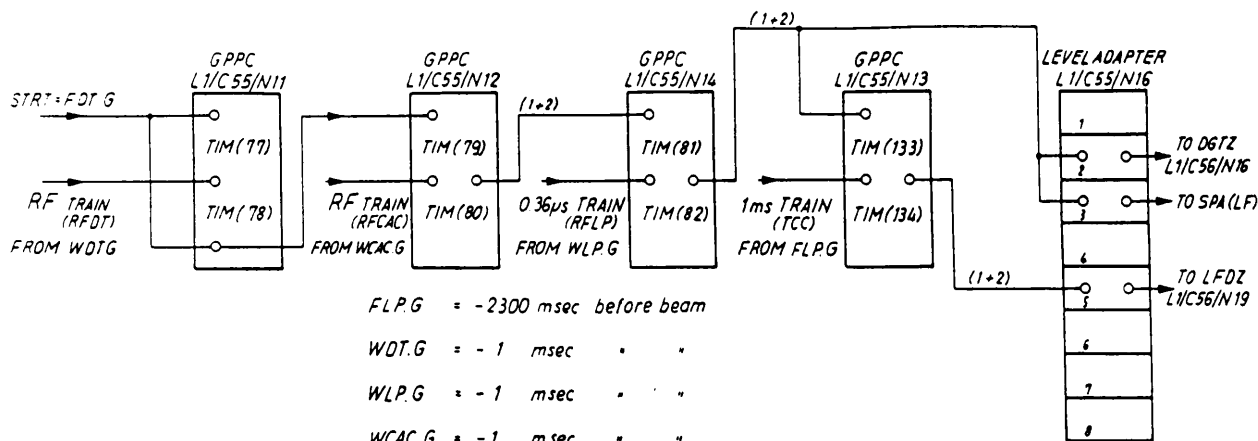 (1+2)
GPPC
L1/C55/N11
GPPC
L1/C55/N12
GPPC
L1/C55/N14
GPPC
L1/C55/N13
LEVEL ADAPTER
L1/C55/N16
STRT=FDT.G
TIM(77)
RF TRAIN
(RFDT)
FROM WDTG
TIM(78)
TIM(79)
RF TRAIN
(RFCAC)
FROM WCAC.G
TIM(80)
(1+2)
TIM(81)
0.36µs TRAIN
(RFLP)
FROM WLP.G
TIM(82)
TIM(133)
1ms TRAIN
(TCC)
FROM FLP.G
TIM(134)
(1+2)
1
2
3
4
5
6
7
8
TO DGTZ
L1/C56/N16
TO SPA(LF)
TO LFDZ
L1/C56/N19
FLP.G = -2300 msec before beam
WDT.G = -1 msec " "
WLP.G = -1 msec " "
WCAC.G = -1 msec " "